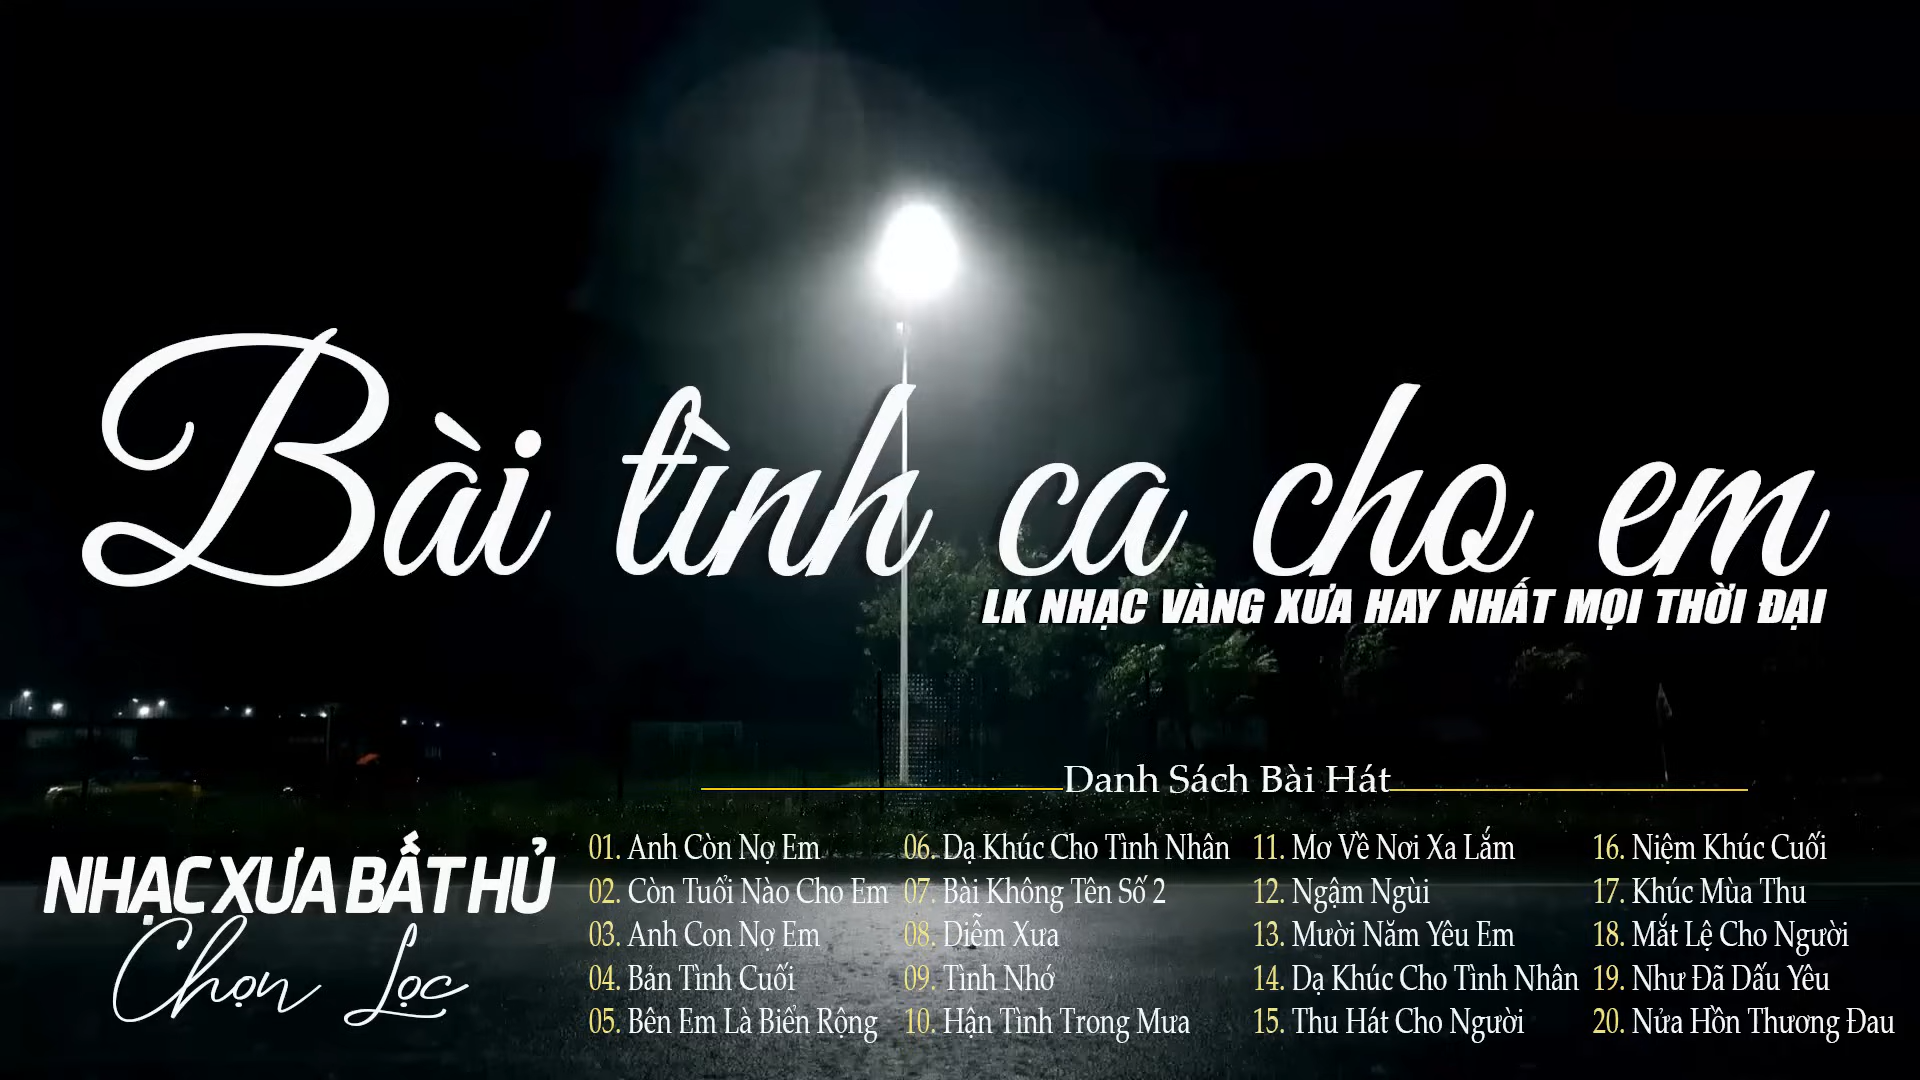 Bài tình ca cho em
LK NHẠC VÀNG XƯA HAY NHẤT MỌI THỜI ĐẠI
NHẠC XƯA BẤT HỦ
Chọn Lọc
Danh Sách Bài Hát
01. Anh Còn Nợ Em
02. Còn Tuổi Nào Cho Em
03. Anh Con Nợ Em
04. Bản Tình Cuối
05. Bên Em Là Biển Rộng
06. Dạ Khúc Cho Tình Nhân
07. Bài Không Tên Số 2
08. Diễm Xưa
09. Tình Nhớ
10. Hận Tình Trong Mưa
11. Mơ Về Nơi Xa Lắm
12. Ngậm Ngùi
13. Mười Năm Yêu Em
14. Dạ Khúc Cho Tình Nhân
15. Thu Hát Cho Người
16. Niệm Khúc Cuối
17. Khúc Mùa Thu
18. Mắt Lệ Cho Người
19. Như Đã Dấu Yêu
20. Nửa Hồn Thương Đau